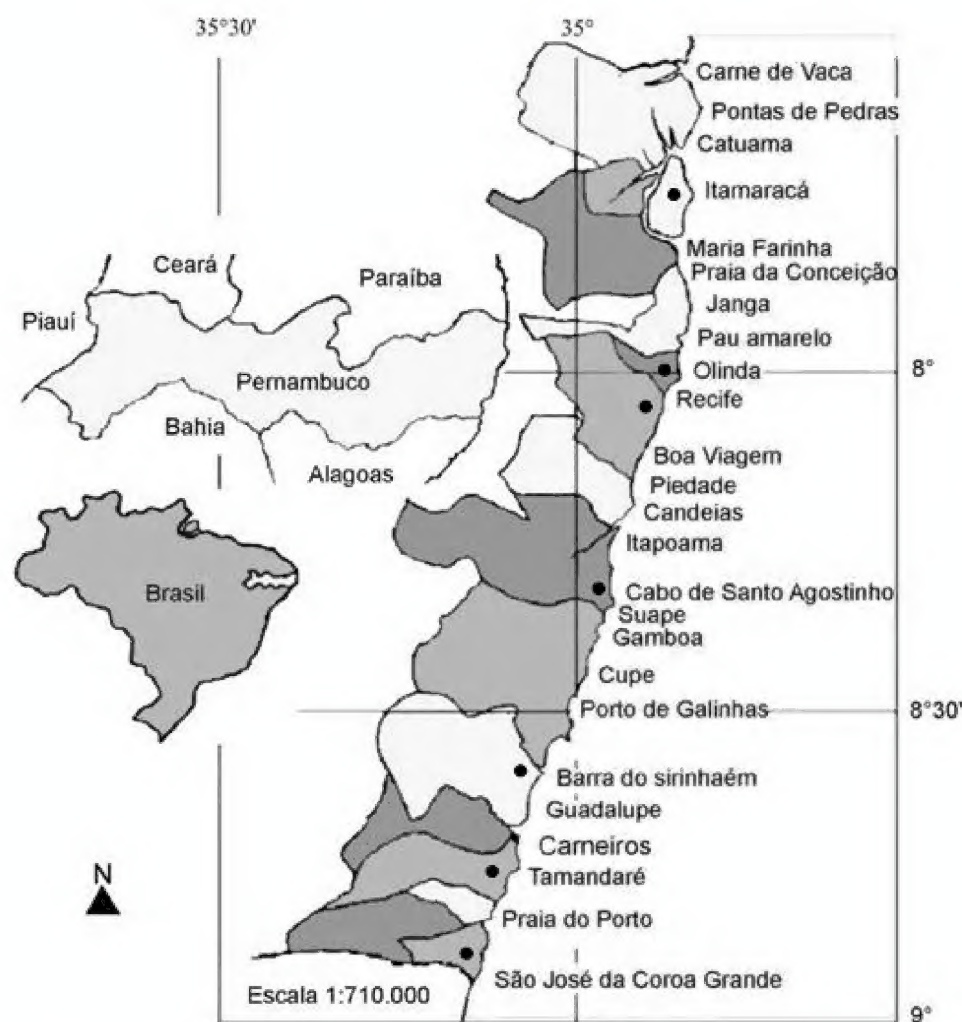 35°30'
35°
Carne de Vaca
Pontas de Pedras
Catuama
Itamaracá
Maria Farinha
Praia da Conceição
Janga
Pau amarelo
Olinda
8°
Recife
Boa Viagem
Piedade
Candeias
Itapoama
Cabo de Santo Agostinho
Suape
Gamboa
Cupe
Porto de Galinhas
8°30'
Barra do sirinhaém
Guadalupe
Carneiros
Tamandaré
Praia do Porto
São José da Coroa Grande
9°
Ceará
Paraíba
Piauí
Pernambuco
Bahia
Alagoas
Brasil
N
Escala 1:710.000